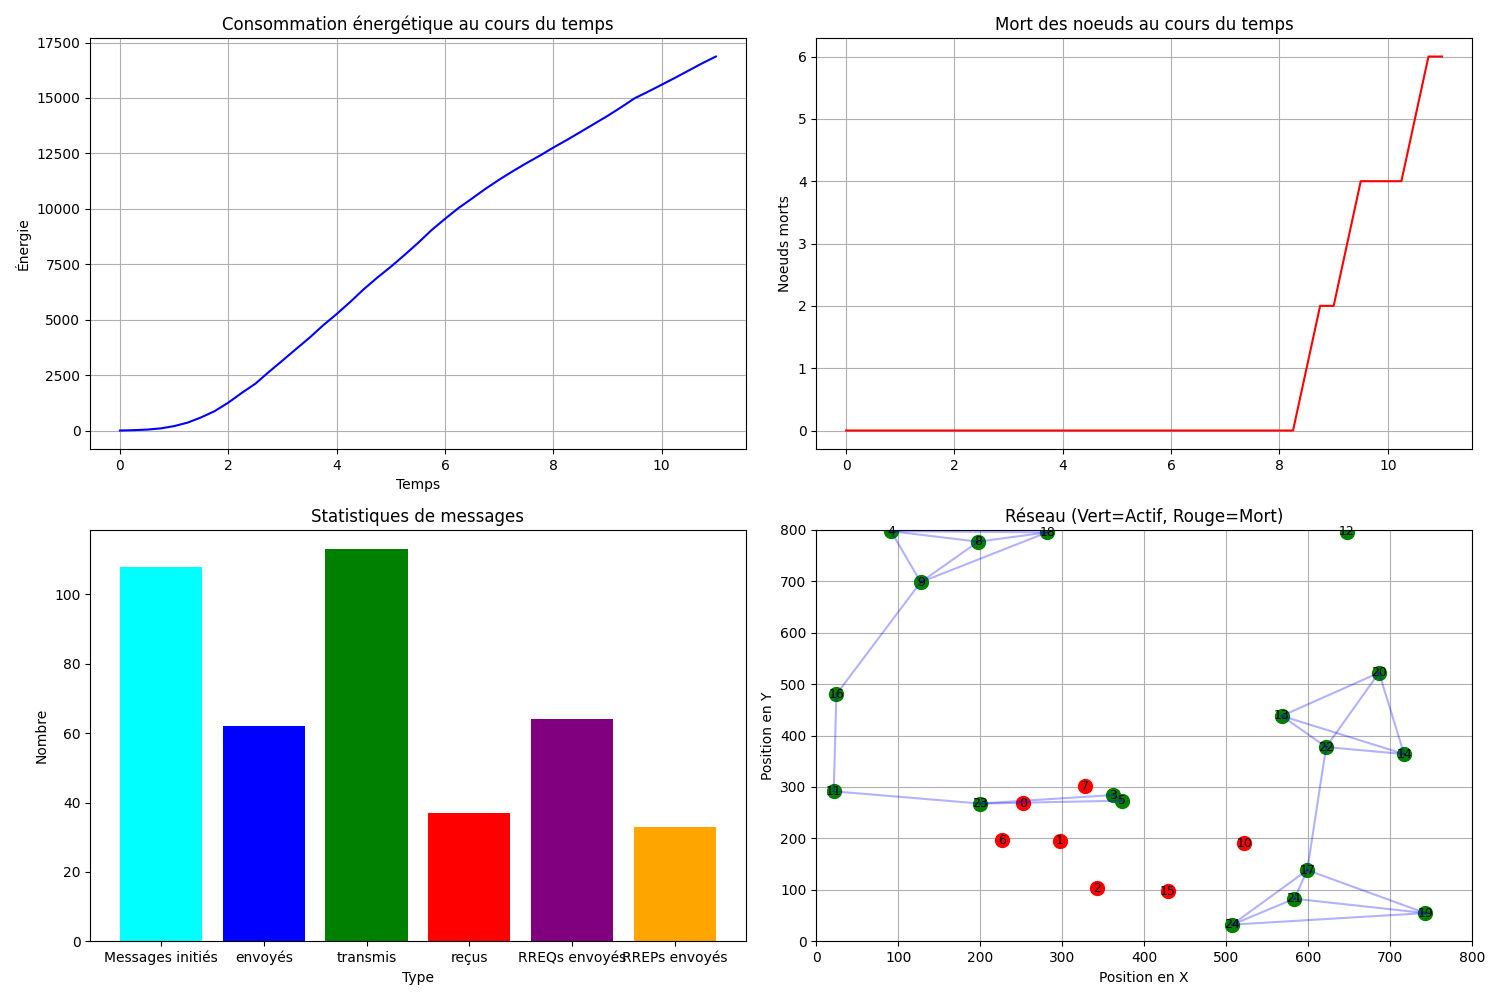 Consommation énergétique au cours du temps
17500
15000
12500
10000
7500
5000
2500
0
Énergie
0 2 4 6 8 10
Temps
Mort des noeuds au cours du temps
6
5
4
3
2
1
0
Noeuds morts
0 2 4 6 8 10
Statistiques de messages
100
80
60
40
20
0
Nombre
Messages initiés envoyés transmis reçus RREQs envoyés RREPs envoyés
Type
Réseau (Vert=Actif, Rouge=Mort)
800
700
600
500
400
300
200
100
0
Position en Y
4 18 12
8
9
20
16
13
22
14
7
11 3
23 0 5
6 1 10
17
2 15
21
19
24
0 100 200 300 400 500 600 700 800
Position en X